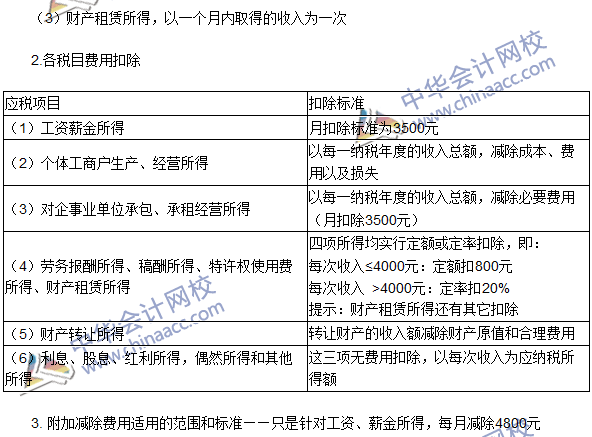 （3）财产租赁所得，以一个月内取得的收入为一次
2.各税目费用扣除
应税项目
扣除标准
（1）工资薪金所得
月扣除标准为3500元
（2）个体工商户生产、经营所得
以每一纳税年度的收入总额，减除成本、费
用以及损失
（3）对企事业单位承包、承租经营所得
以每一纳税年度的收入总额，减除必要费用
（月扣除3500元）
（4）劳务报酬所得、稿酬所得、特许权使用费
所得、财产租赁所得
四项所得均实行定额或定率扣除，即：
每次收入≤4000元：定额扣800元
每次收入 >4000元：定率扣20%
提示：财产租赁所得还有其它扣除
（5）财产转让所得
转让财产的收入额减除财产原值和合理费用
（6）利息、股息、红利所得，偶然所得和其他
所得
这三项无费用扣除，以每次收入为应纳税所
得额
3. 附加减除费用适用的范围和标准——只是针对工资、薪金所得，每月减除4800元
中华会计网校
www.chinaacc.com
中华会计网校
www.chinaacc.com